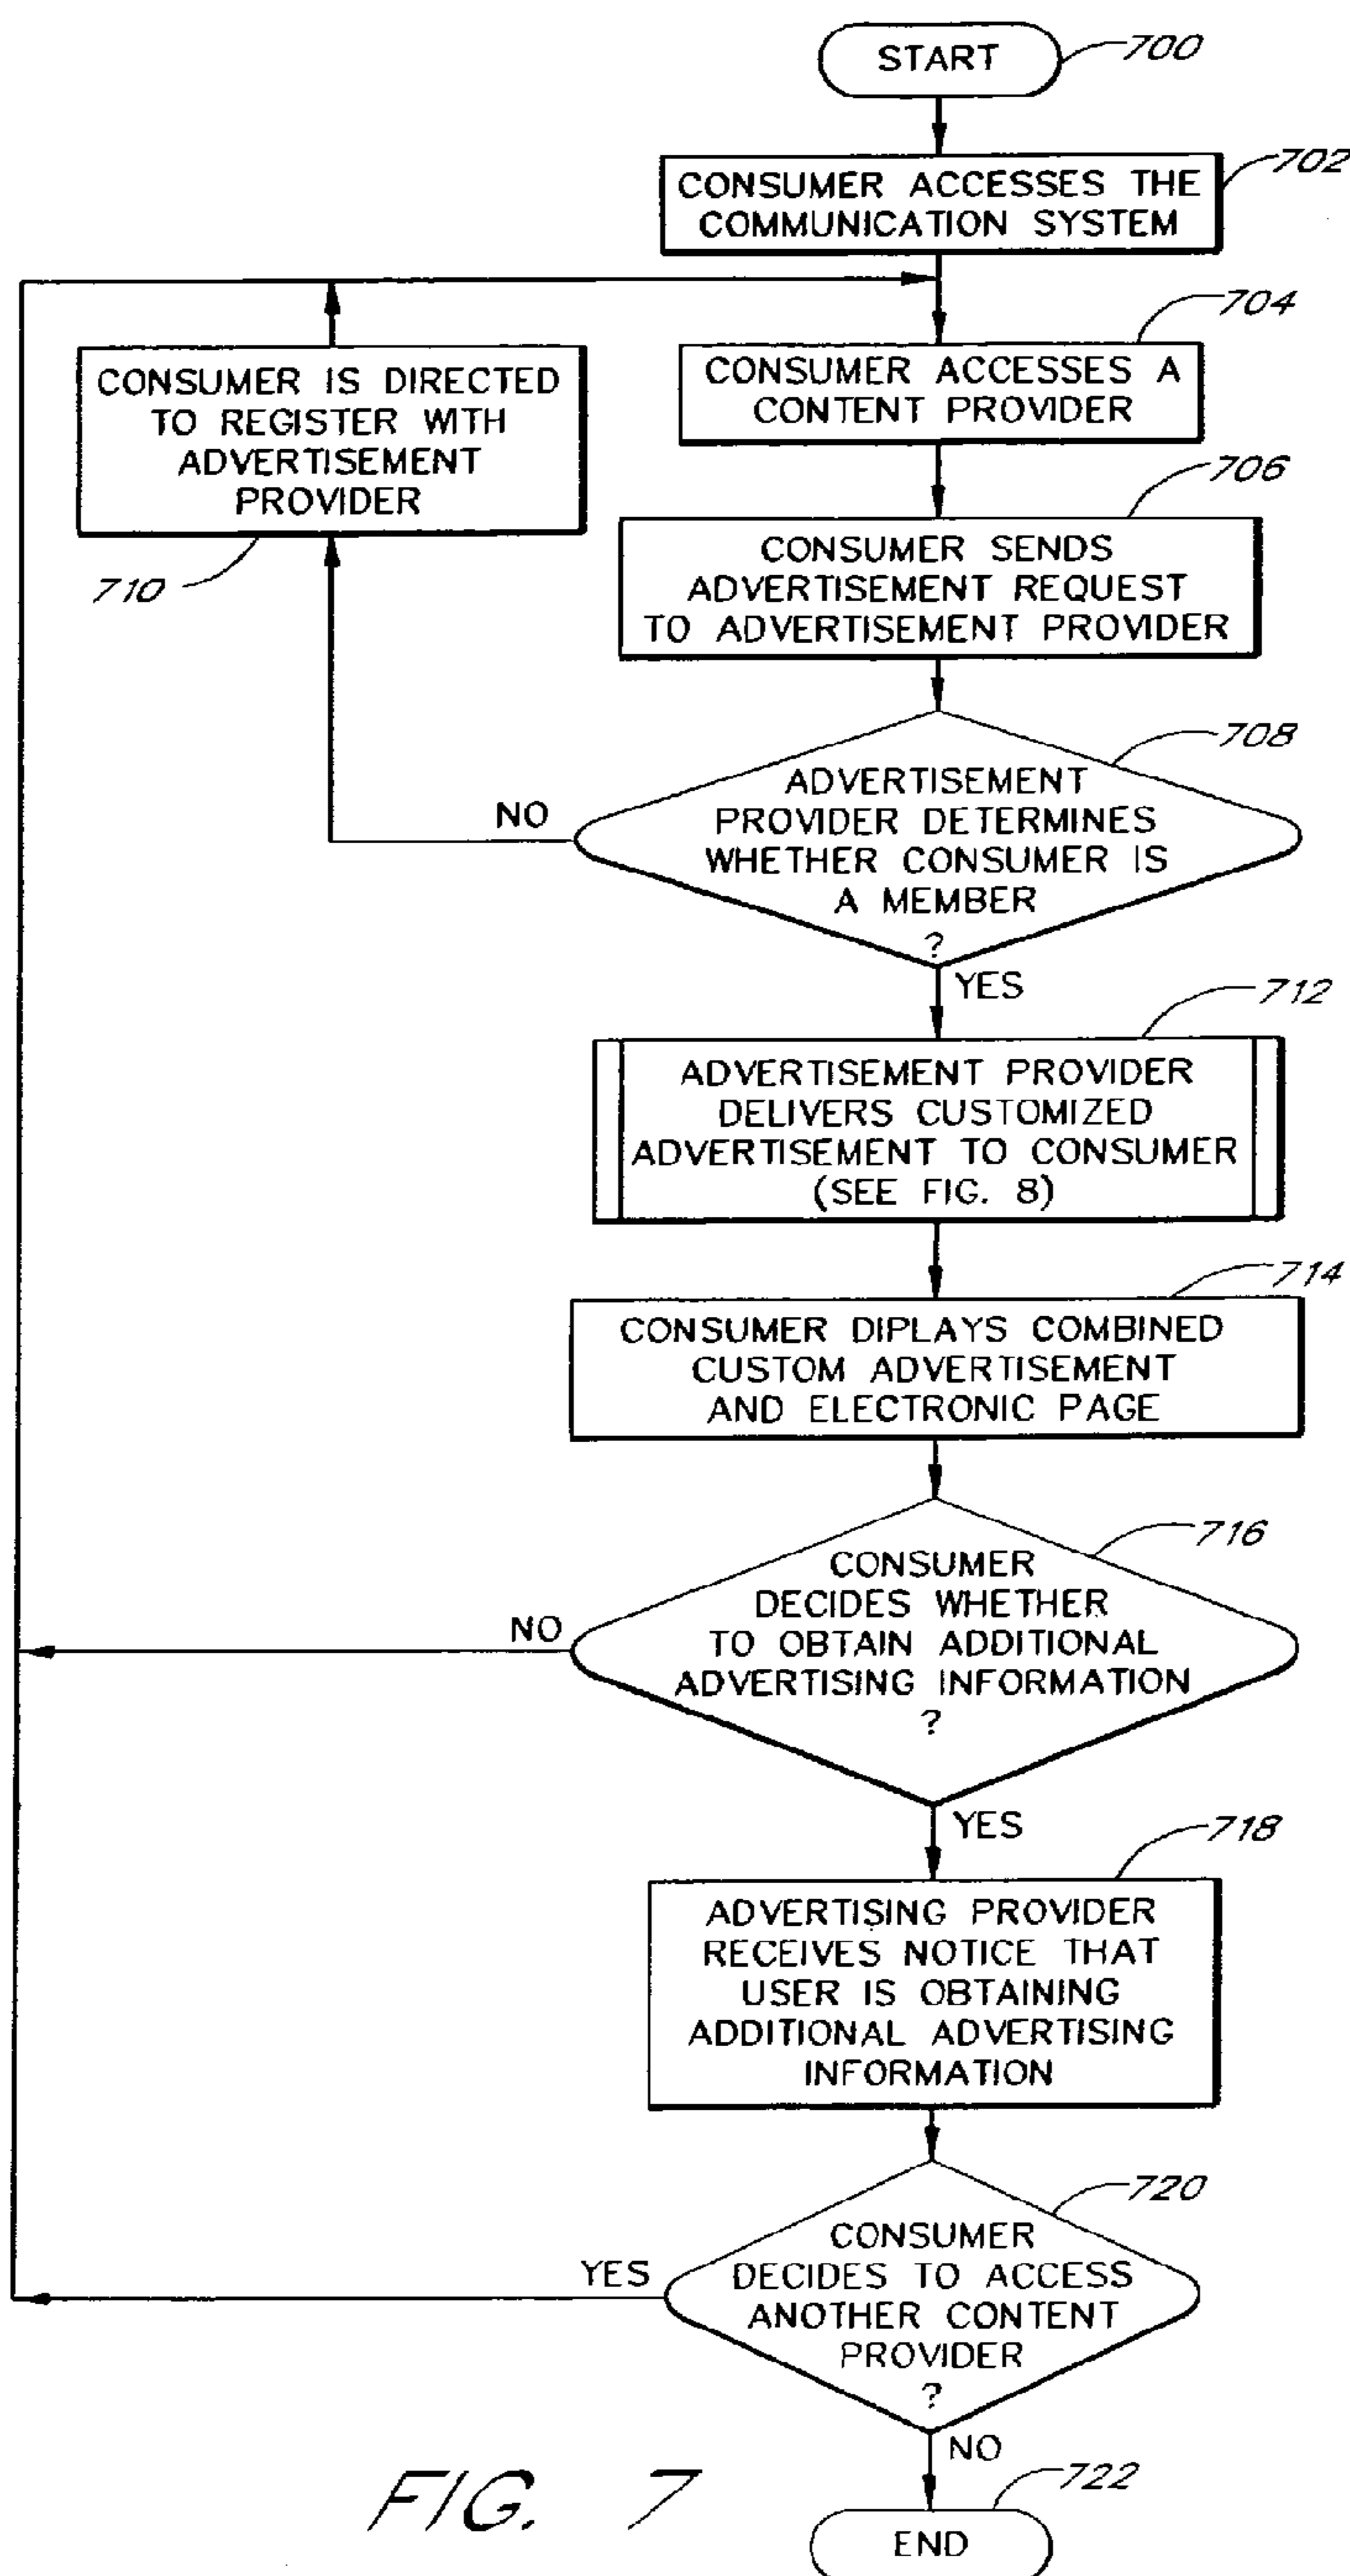 START
700
CONSUMER ACCESSES THE
COMMUNICATION SYSTEM
702
CONSUMER ACCESSES A
CONTENT PROVIDER
704
CONSUMER IS DIRECTED
TO REGISTER WITH
ADVERTISEMENT
PROVIDER
710
CONSUMER SENDS
ADVERTISEMENT REQUEST
TO ADVERTISEMENT PROVIDER
706
ADVERTISEMENT
PROVIDER DETERMINES
WHETHER CONSUMER IS
A MEMBER
?
708
NO
YES
ADVERTISEMENT PROVIDER
DELIVERS CUSTOMIZED
ADVERTISEMENT TO CONSUMER
(SEE FIG. 8)
712
CONSUMER DIPLAYS COMBINED
CUSTOM ADVERTISEMENT
AND ELECTRONIC PAGE
714
CONSUMER
DECIDES WHETHER
TO OBTAIN ADDITIONAL
ADVERTISING INFORMATION
?
716
NO
YES
ADVERTISING PROVIDER
RECEIVES NOTICE THAT
USER IS OBTAINING
ADDITIONAL ADVERTISING
INFORMATION
718
CONSUMER
DECIDES TO ACCESS
ANOTHER CONTENT
PROVIDER
?
720
YES
NO
END
722
FIG. 7